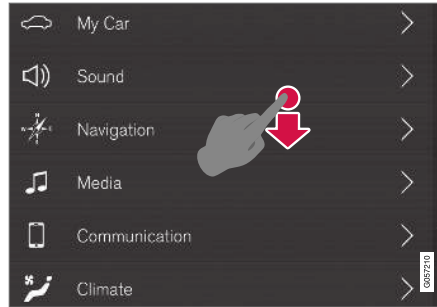 My Car
Sound
Navigation
Media
Communication
Climate
G057210